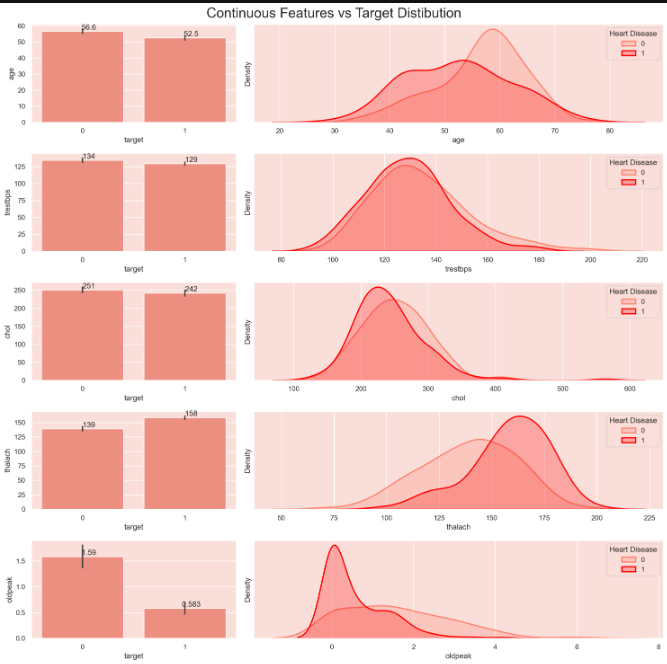 Continuous Features vs Target Distibution
60
50
40
30
20
10
0
age
56.6
52.5
0 1
target
Density
20 30 40 50 60 70 80
age
Heart Disease
0
1
125
100
75
50
25
0
trestbps
134
129
0 1
target
Density
80 100 120 140 160 180 200 220
trestbps
Heart Disease
0
1
250
200
150
100
50
0
chol
251
242
0 1
target
Density
100 200 300 400 500 600
chol
Heart Disease
0
1
150
125
100
75
50
25
0
thalach
139
158
0 1
target
Density
50 75 100 125 150 175 200 225
thalach
Heart Disease
0
1
1.5
1.0
0.5
0.0
oldpeak
1.59
0.583
0 1
target
Density
0 2 4 6 8
oldpeak
Heart Disease
0
1